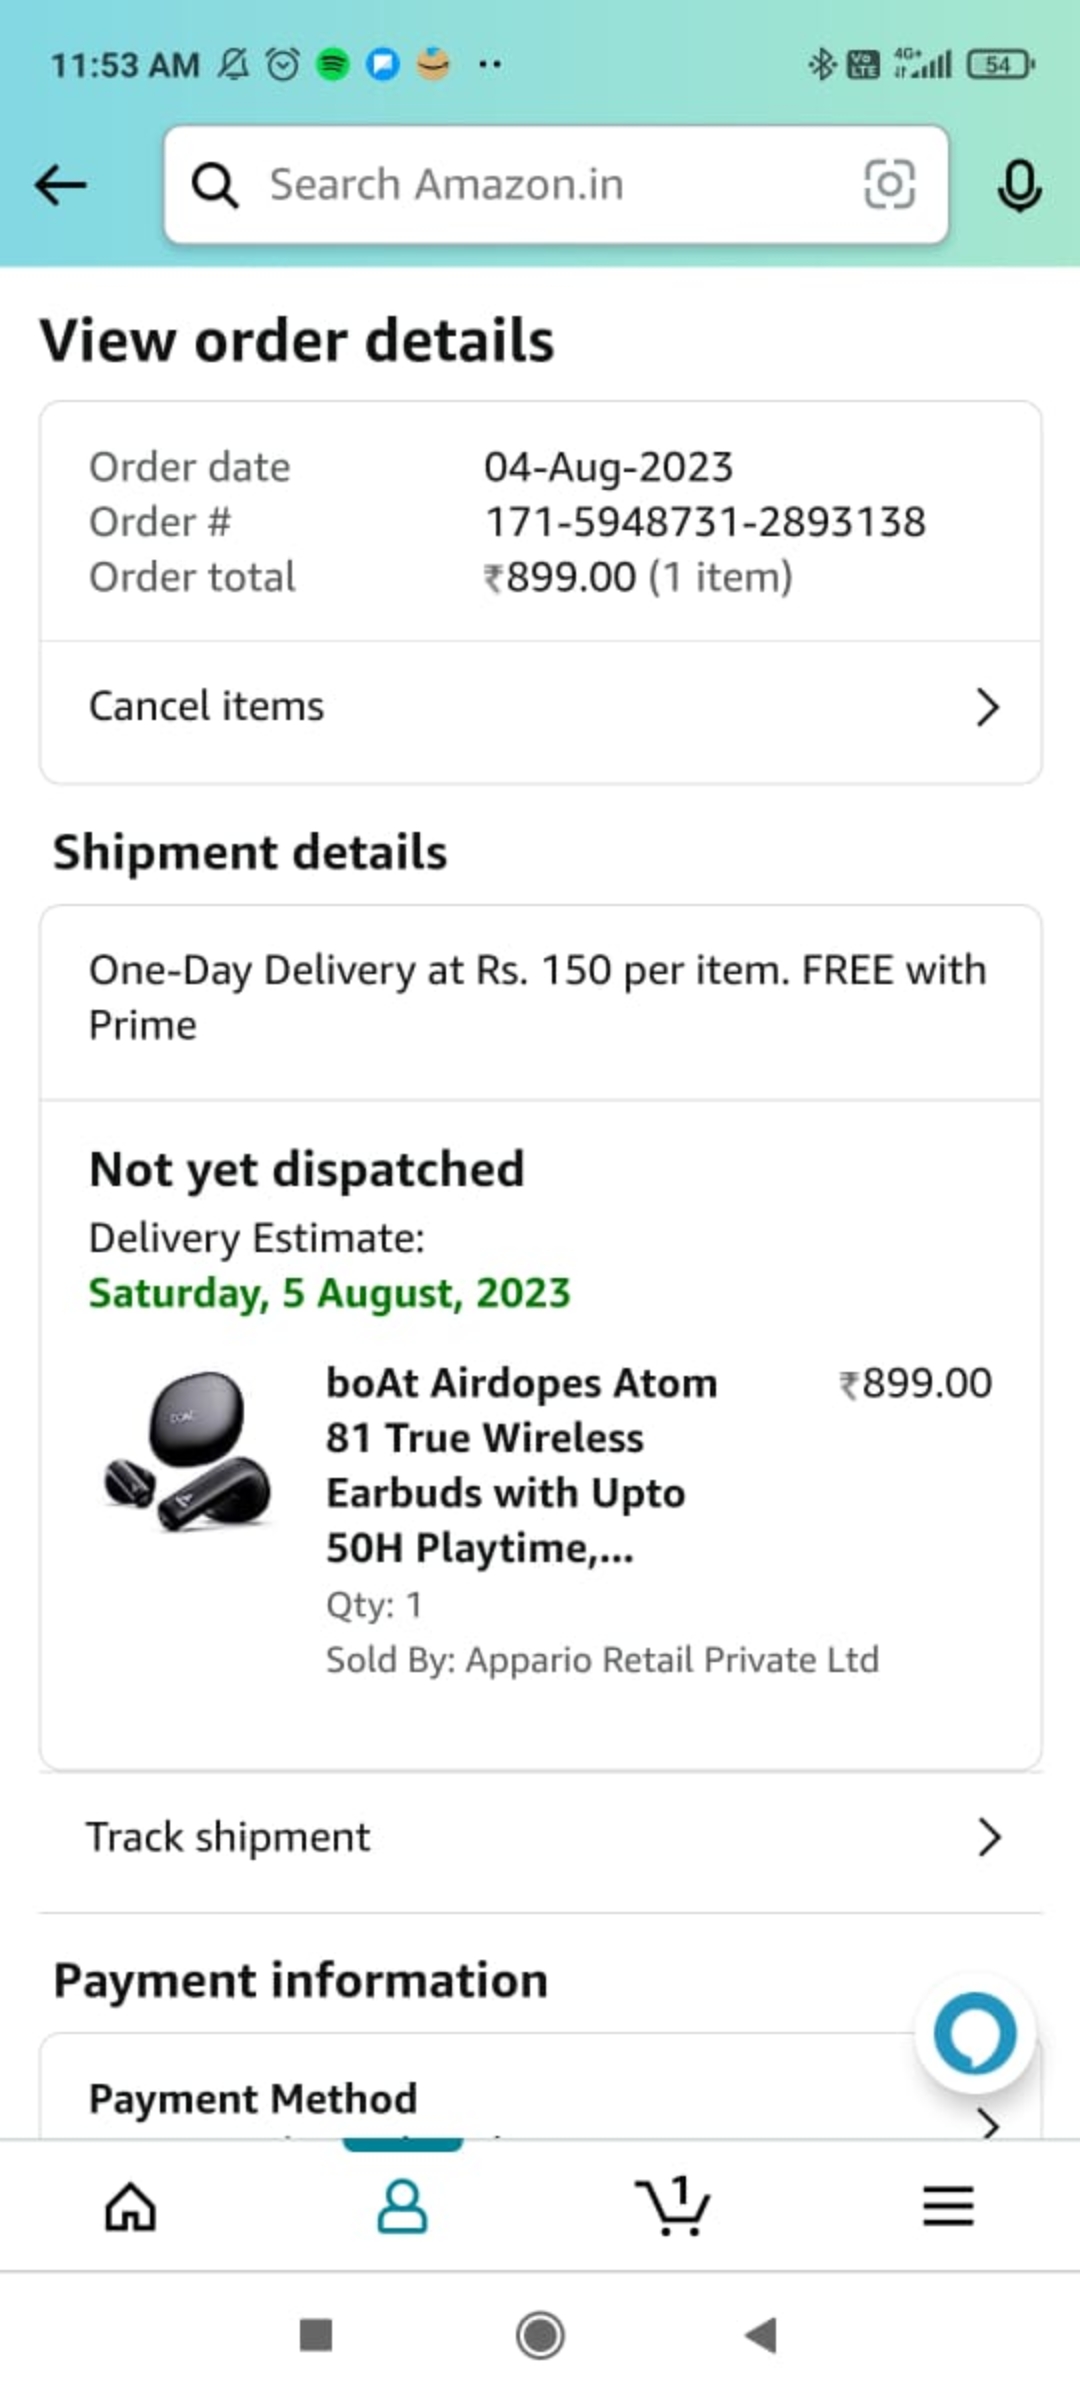 11:53 AM
VO LTE 4G+ 54
Search Amazon.in
View order details
Order date 04-Aug-2023
Order # 171-5948731-2893138
Order total ₹899.00 (1 item)
Cancel items
Shipment details
One-Day Delivery at Rs. 150 per item. FREE with
Prime
Not yet dispatched
Delivery Estimate:
Saturday, 5 August, 2023
boAt Airdopes Atom ₹899.00
81 True Wireless
Earbuds with Upto
50H Playtime,...
Qty: 1
Sold By: Appario Retail Private Ltd
Track shipment
Payment information
Payment Method
1